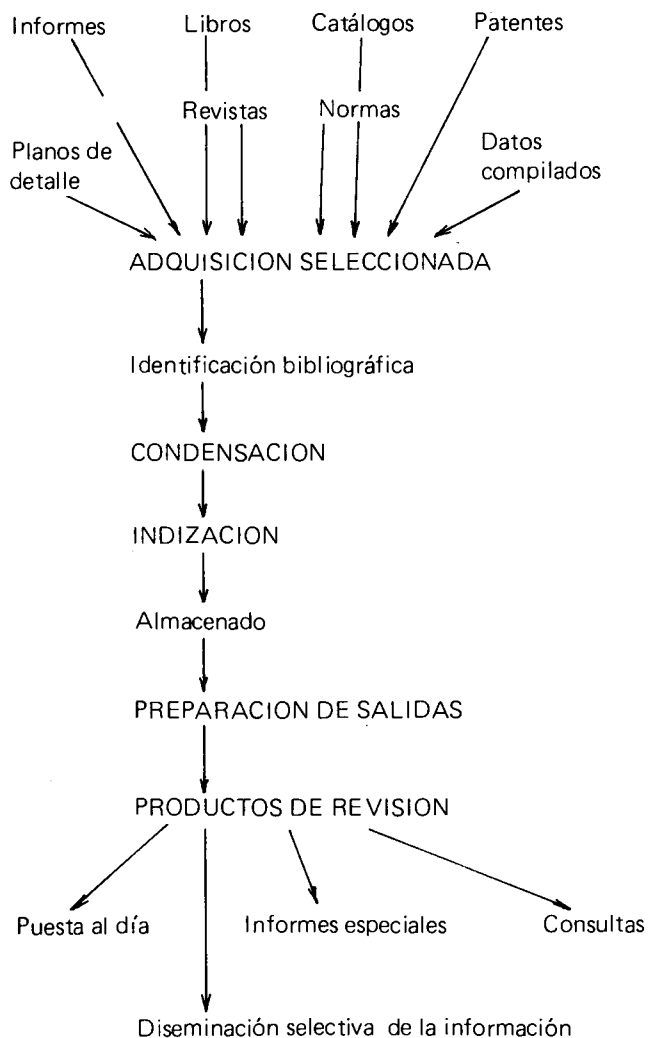 Informes Libros Catálogos Patentes
Revistas Normas
Planos de
detalle
Datos
compilados
ADQUISICION SELECCIONADA
Identificación bibliográfica
CONDENSACION
INDIZACION
Almacenado
PREPARACION DE SALIDAS
PRODUCTOS DE REVISION
Puesta al día Informes especiales Consultas
Diseminación selectiva de la información